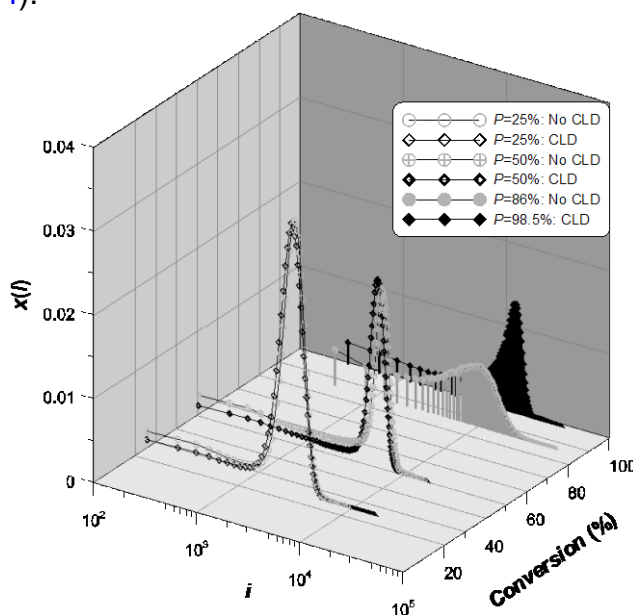 ).
P=25%: No CLD
P=25%: CLD
P=50%: No CLD
P=50%: CLD
P=86%: No CLD
P=98.5%: CLD
0.04
0.03
0.02
0.01
0
x(i)
10²
10³
10⁴
10⁵
i
20
40
60
80
100
Conversion (%)